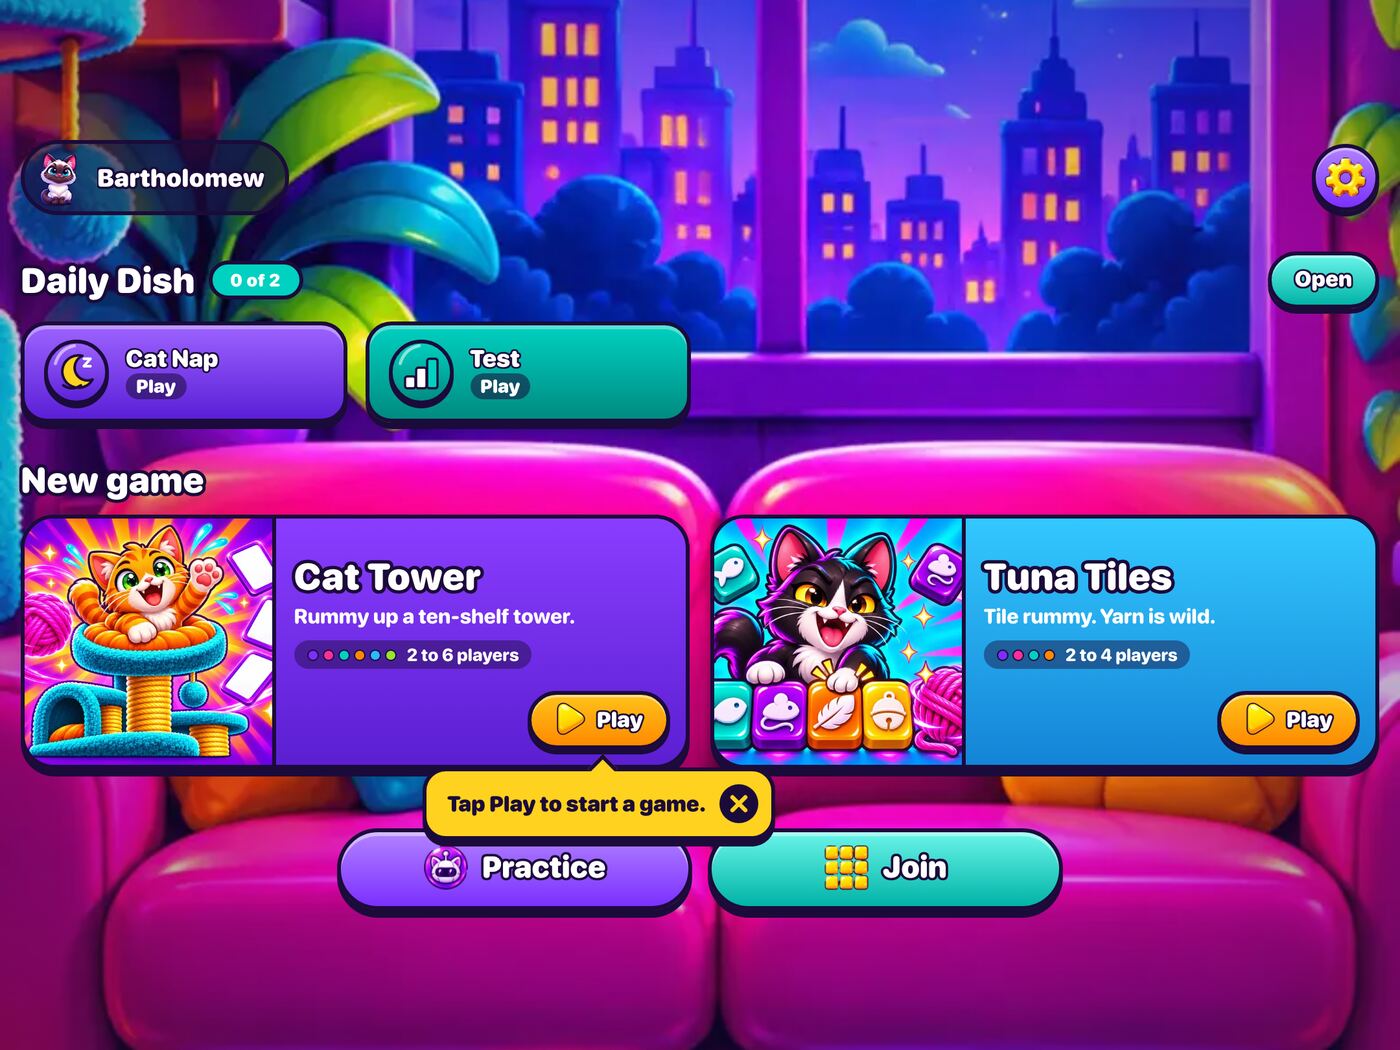 Bartholomew
Daily Dish
0 of 2
Open
Cat Nap
Play
Test
Play
New game
Cat Tower
Rummy up a ten-shelf tower.
2 to 6 players
Play
Tuna Tiles
Tile rummy. Yarn is wild.
2 to 4 players
Play
Tap Play to start a game.
Practice
Join